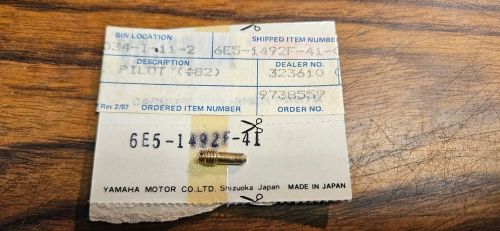 BIN LOCATION SHIPPED ITEM NUMBER
034-1-11-2 6E5-1492F-41-
DESCRIPTION DEALER NO.
PILOT (#82) 323610
9738559
Rev 2/87 ORDERED ITEM NUMBER ORDER NO.
6E5-1492F-41
YAMAHA MOTOR CO., LTD. Shizuoka Japan MADE IN JAPAN